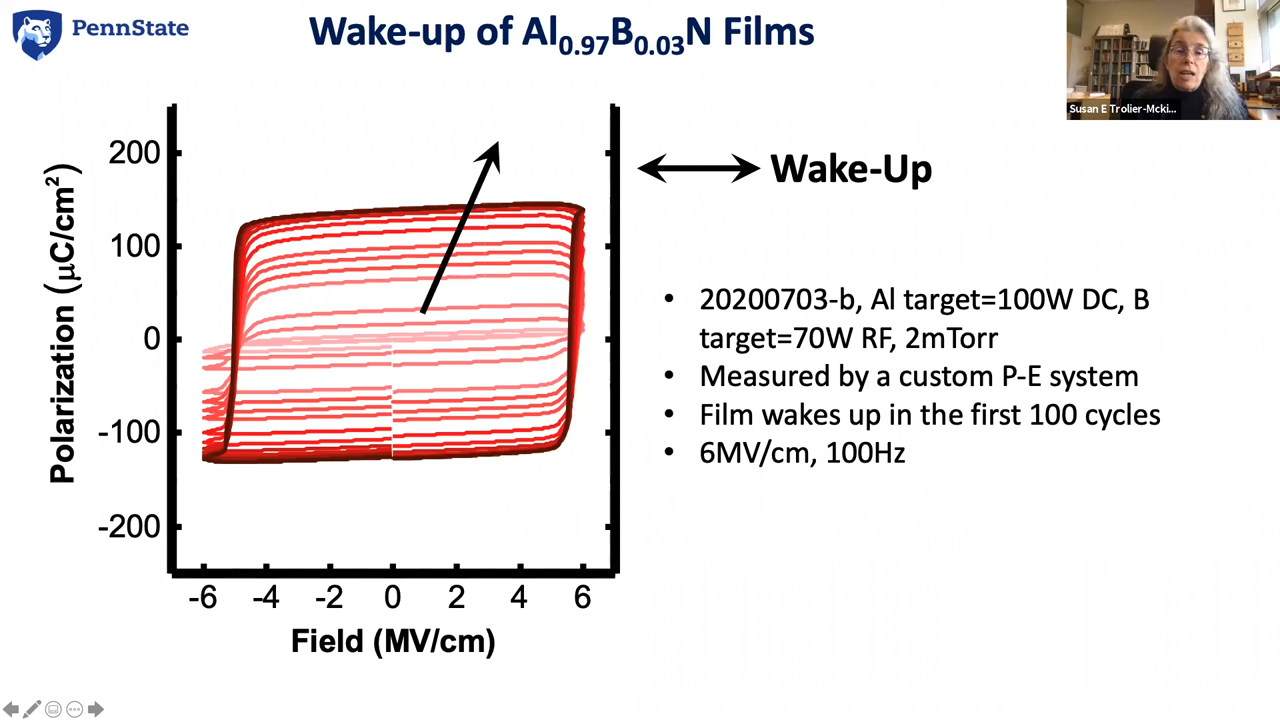 PennState
Wake-up of Al0.97B0.03N Films
Susan E Trolier-Mcki...
Wake-Up
200
100
0
-100
-200
Polarization (μC/cm²)
-6 -4 -2 0 2 4 6
Field (MV/cm)
• 20200703-b, Al target=100W DC, B
target=70W RF, 2mTorr
• Measured by a custom P-E system
• Film wakes up in the first 100 cycles
• 6MV/cm, 100Hz